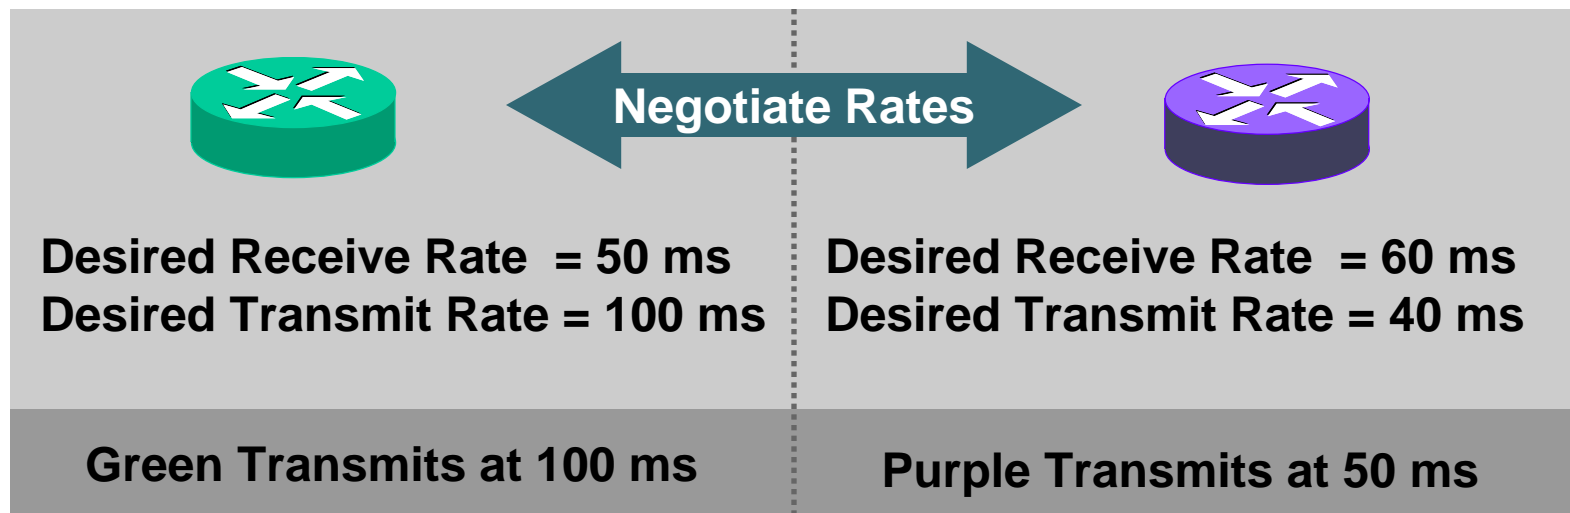 Negotiate Rates
Desired Receive Rate = 50 ms
Desired Transmit Rate = 100 ms
Desired Receive Rate = 60 ms
Desired Transmit Rate = 40 ms
Green Transmits at 100 ms
Purple Transmits at 50 ms